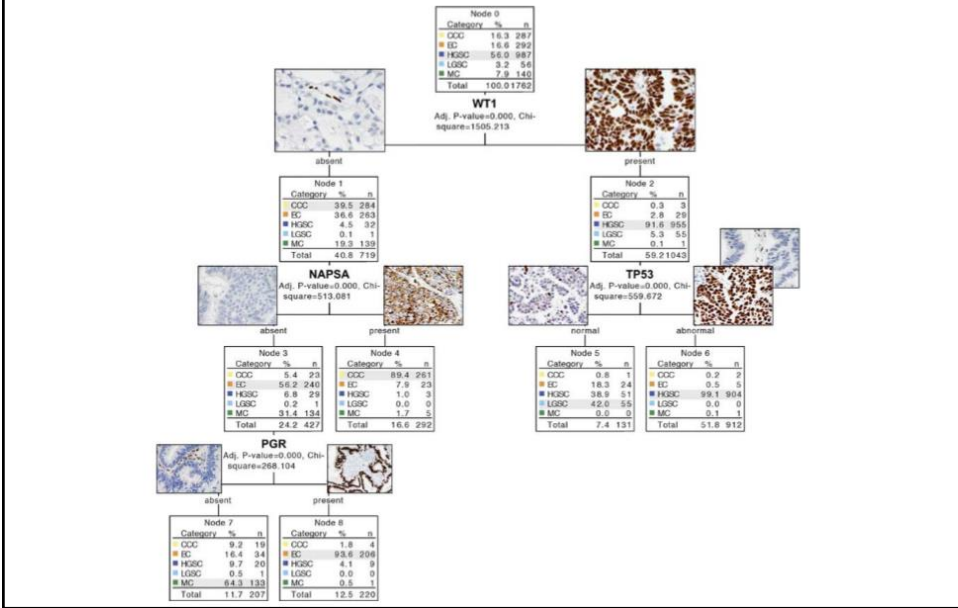 Node 0
Category % n
CCC 16.3 287
EC 16.6 292
HGSC 56.0 987
LGSC 3.2 56
MC 7.9 140
Total 100.0 1762
WT1
Adj. P-value=0.000, Chi-
square=1505.213
absent
present
Node 1
Category % n
CCC 39.5 284
EC 36.6 263
HGSC 4.5 32
LGSC 0.1 1
MC 19.3 139
Total 40.8 719
Node 2
Category % n
CCC 0.3 3
EC 2.8 29
HGSC 91.6 955
LGSC 5.3 55
MC 0.1 1
Total 59.2 1043
NAPSA
Adj. P-value=0.000, Chi-
square=513.081
absent
present
TP53
Adj. P-value=0.000, Chi-
square=559.672
normal
abnormal
Node 3
Category % n
CCC 5.4 23
EC 56.2 240
HGSC 6.8 29
LGSC 0.2 1
MC 31.4 134
Total 24.2 427
Node 4
Category % n
CCC 89.4 261
EC 7.9 23
HGSC 1.0 3
LGSC 0.0 0
MC 1.7 5
Total 16.6 292
Node 5
Category % n
CCC 0.8 1
EC 18.3 24
HGSC 38.9 51
LGSC 42.0 55
MC 0.0 0
Total 7.4 131
Node 6
Category % n
CCC 0.2 2
EC 0.5 5
HGSC 99.1 904
LGSC 0.0 0
MC 0.1 1
Total 51.8 912
PGR
Adj. P-value=0.000, Chi-
square=268.104
absent
present
Node 7
Category % n
CCC 9.2 19
EC 16.4 34
HGSC 9.7 20
LGSC 0.5 1
MC 64.3 133
Total 11.7 207
Node 8
Category % n
CCC 1.8 4
EC 93.6 206
HGSC 4.1 9
LGSC 0.0 0
MC 0.5 1
Total 12.5 220